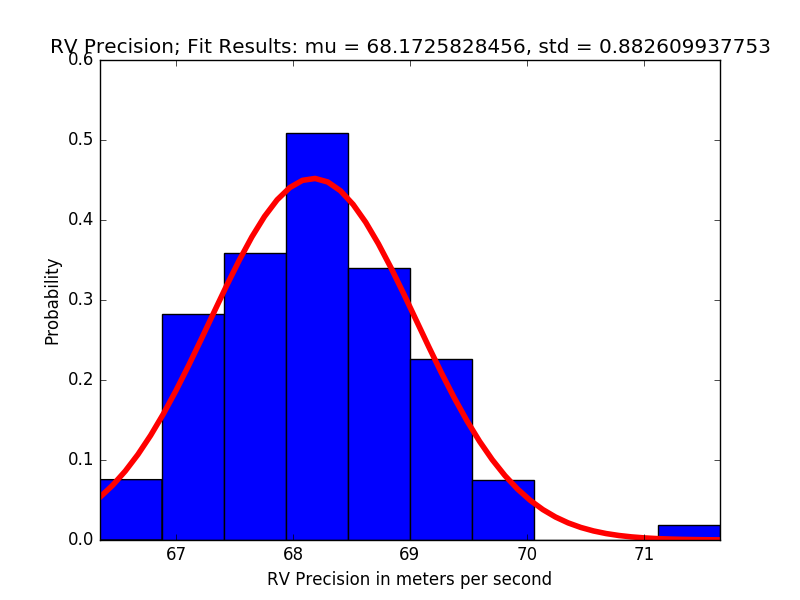 RV Precision; Fit Results: mu = 68.1725828456, std = 0.882609937753
0.6
0.5
0.4
0.3
0.2
0.1
0.0
Probability
67 68 69 70 71
RV Precision in meters per second